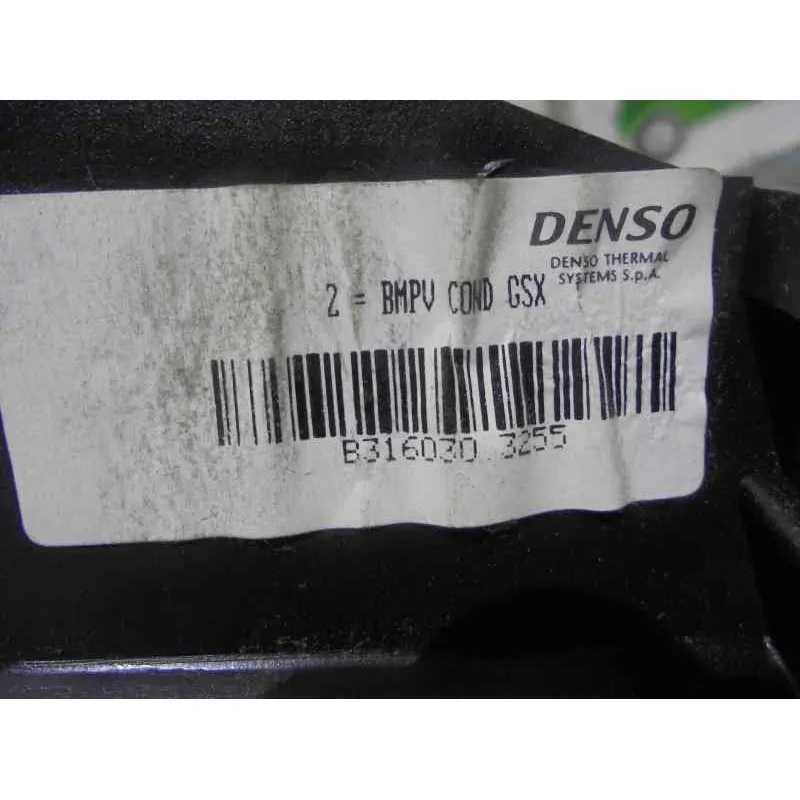 DENSO
DENSO THERMAL
SYSTEMS S.p.A.
2 = BMPV COND GSX
B316030 3255